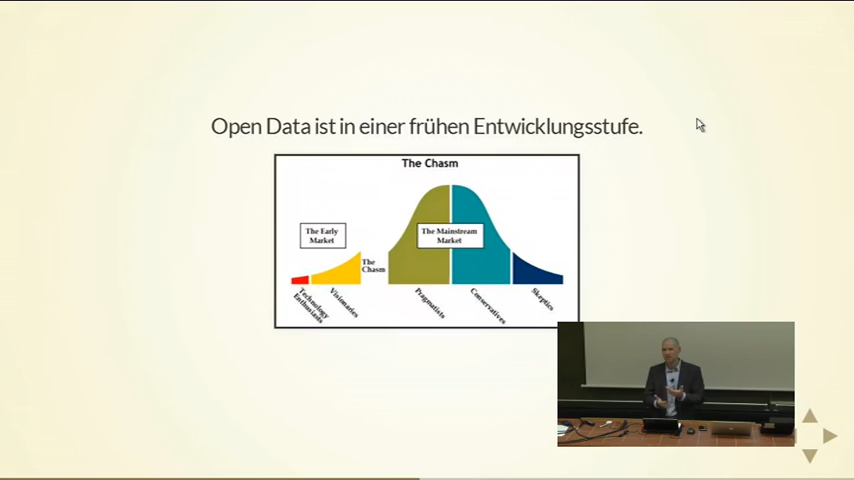 Open Data ist in einer frühen Entwicklungsstufe.
The Chasm
The Early
Market
The Mainstream
Market
The
Chasm
Technology
Enthusiasts
Visionaries
Pragmatists
Conservatives
Skeptics